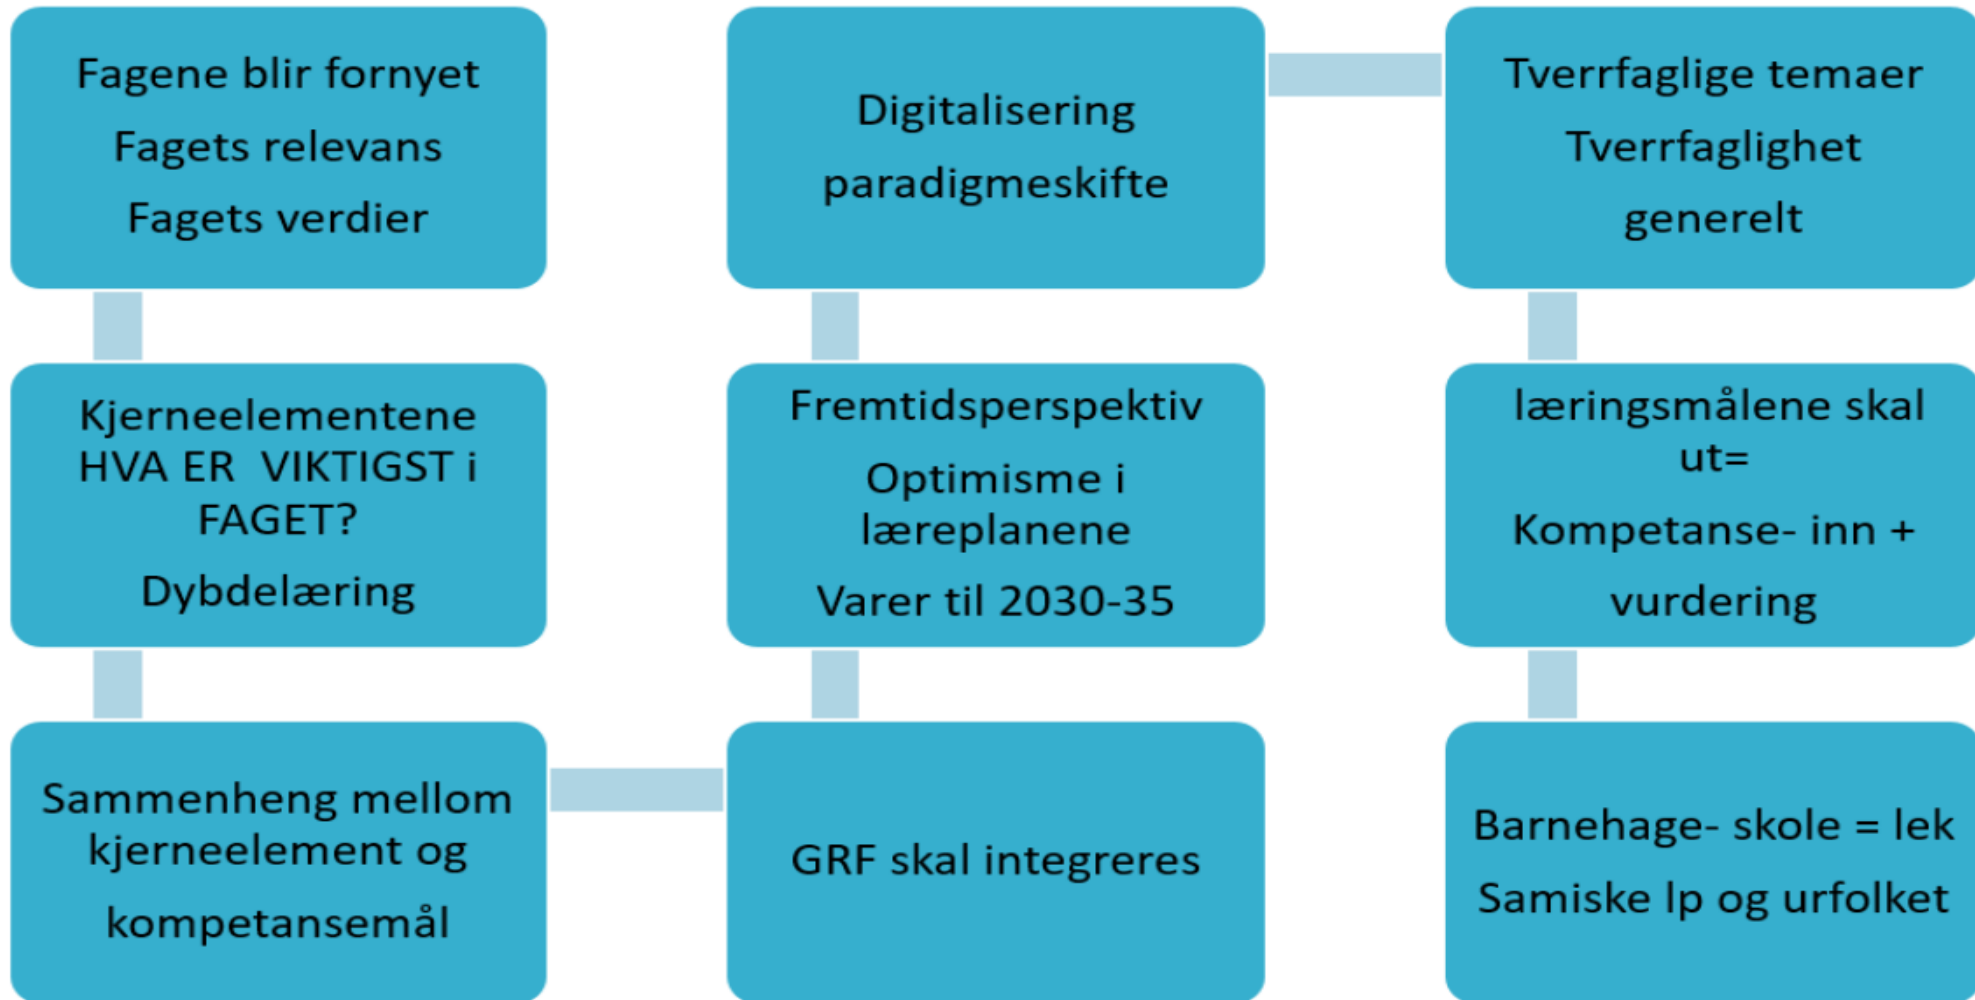 Fagene blir fornyet
Fagets relevans
Fagets verdier
Kjerneelementene
HVA ER  VIKTIGST i
FAGET?
Dybdelæring
Sammenheng mellom
kjerneelement og
kompetansemål
GRF skal integreres
Fremtidsperspektiv
Optimisme i
læreplanene
Varer til 2030-35
Digitalisering
paradigmeskifte
Tverrfaglige temaer
Tverrfaglighet
generelt
læringsmålene skal
ut=
Kompetanse- inn +
vurdering
Barnehage- skole = lek
Samiske lp og urfolket